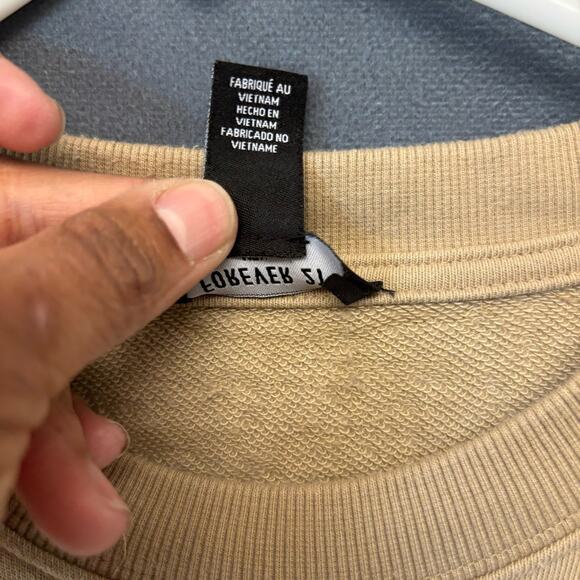 FABRIQUÉ AU
VIETNAM
HECHO EN
VIETNAM
FABRICADO NO
VIETNAME
FOREVER 21